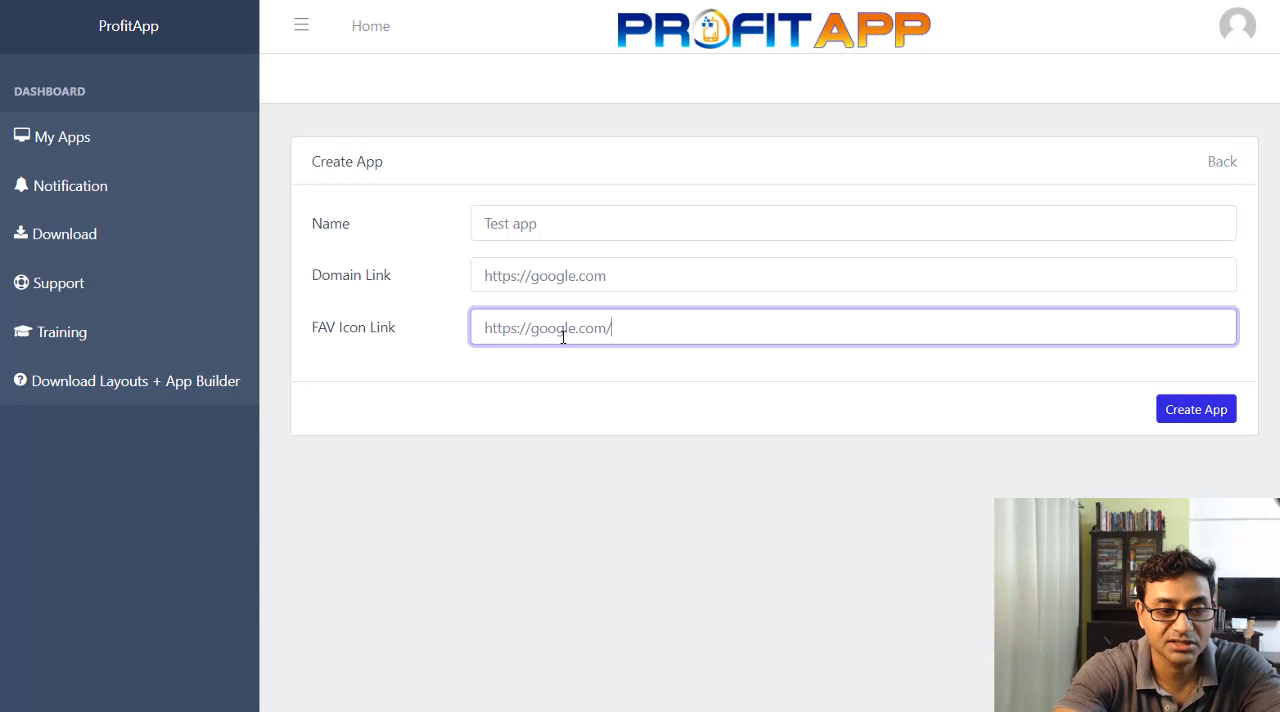 ProfitApp
Home
PROFITAPP
DASHBOARD
My Apps
Notification
Download
Support
Training
Download Layouts + App Builder
Create App
Back
Name
Test app
Domain Link
https://google.com
FAV Icon Link
https://google.com/
Create App